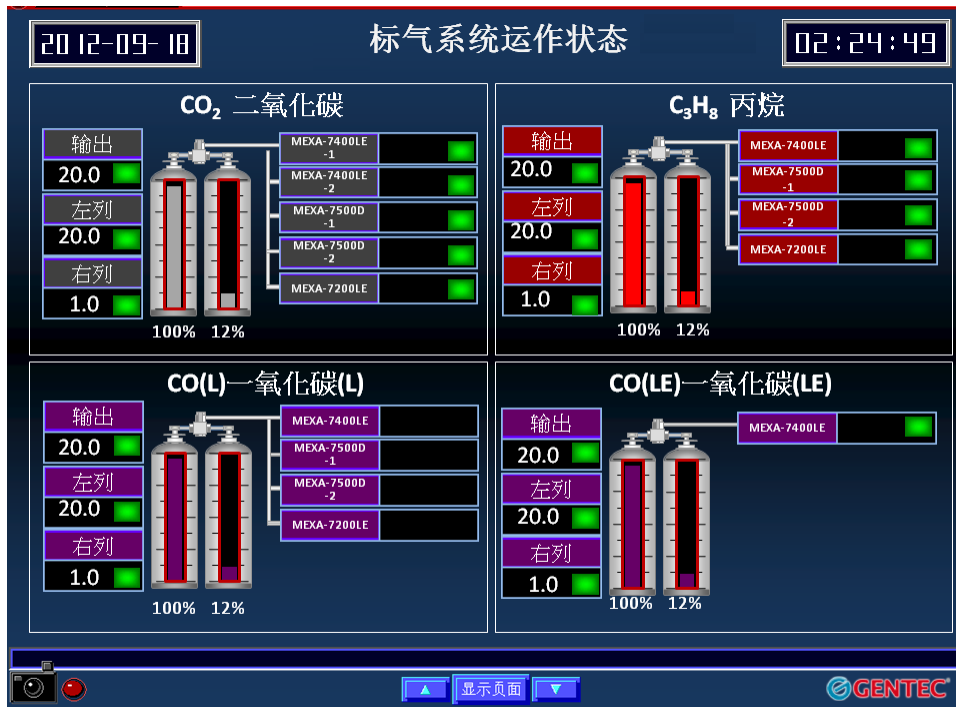 2012-09-18
标气系统运作状态
02:24:49
CO₂ 二氧化碳
输出
20.0
左列
20.0
右列
1.0
100% 12%
MEXA-7400LE
-1
MEXA-7400LE
-2
MEXA-7500D
-1
MEXA-7500D
-2
MEXA-7200LE
C₃H₈ 丙烷
输出
20.0
左列
20.0
右列
1.0
100% 12%
MEXA-7400LE
MEXA-7500D
-1
MEXA-7500D
-2
MEXA-7200LE
CO(L)一氧化碳(L)
输出
20.0
左列
20.0
右列
1.0
100% 12%
MEXA-7400LE
MEXA-7500D
-1
MEXA-7500D
-2
MEXA-7200LE
CO(LE)一氧化碳(LE)
输出
20.0
左列
20.0
右列
1.0
100% 12%
MEXA-7400LE
显示页面
GENTEC